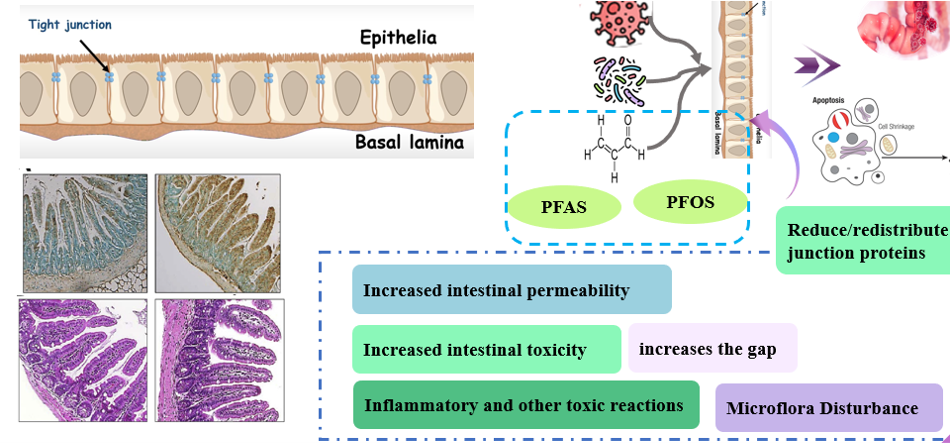 Tight junction
Epithelia
Basal lamina
Basal lamina
H
O
H
H
H
PFAS
PFOS
Apoptosis
Cell Shrinkage
Reduce/redistribute
junction proteins
Increased intestinal permeability
Increased intestinal toxicity
increases the gap
Inflammatory and other toxic reactions
Microflora Disturbance